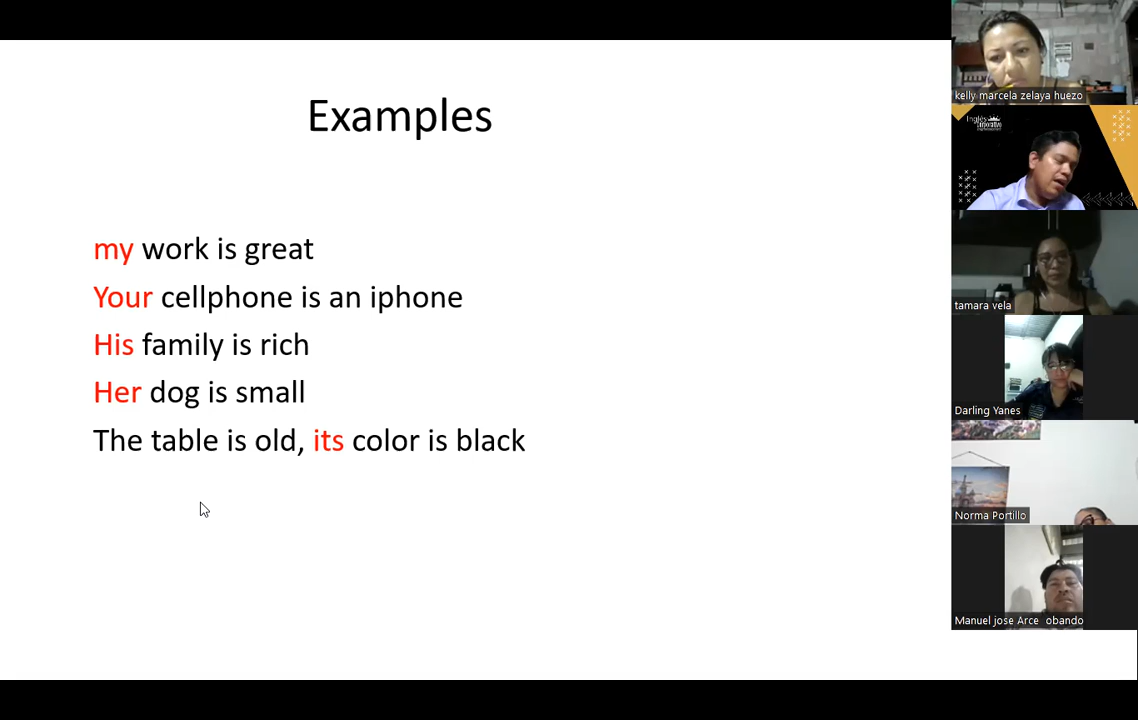 Examples
my work is great
Your cellphone is an iphone
His family is rich
Her dog is small
The table is old, its color is black
kelly marcela zelaya huezo
Inglés
tamara vela
Darling Yanes
Norma Portillo
Manuel jose Arce obando